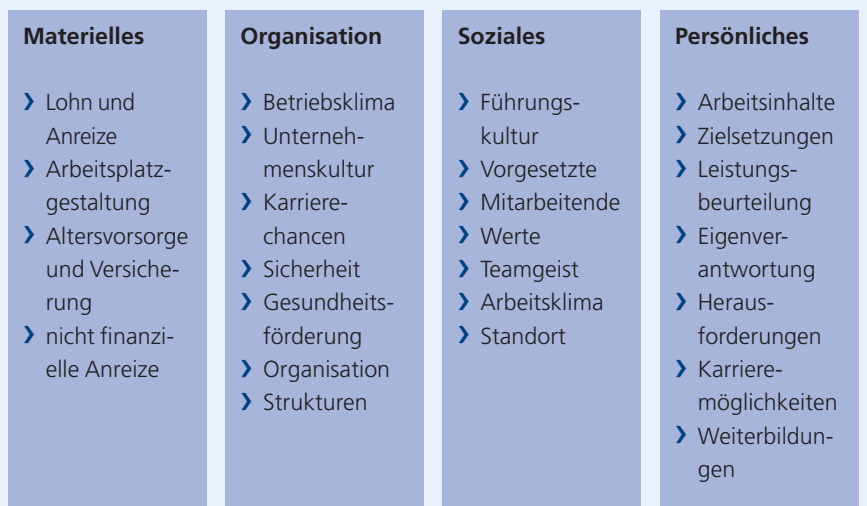 Materielles
❯ Lohn und
Anreize
❯ Arbeitsplatz-
gestaltung
❯ Altersvorsorge
und Versiche-
rung
❯ nicht finanzi-
elle Anreize
Organisation
❯ Betriebsklima
❯ Unterneh-
menskultur
❯ Karriere-
chancen
❯ Sicherheit
❯ Gesundheits-
förderung
❯ Organisation
❯ Strukturen
Soziales
❯ Führungs-
kultur
❯ Vorgesetzte
❯ Mitarbeitende
❯ Werte
❯ Teamgeist
❯ Arbeitsklima
❯ Standort
Persönliches
❯ Arbeitsinhalte
❯ Zielsetzungen
❯ Leistungs-
beurteilung
❯ Eigenver-
antwortung
❯ Heraus-
forderungen
❯ Karriere-
möglichkeiten
❯ Weiterbildun-
gen